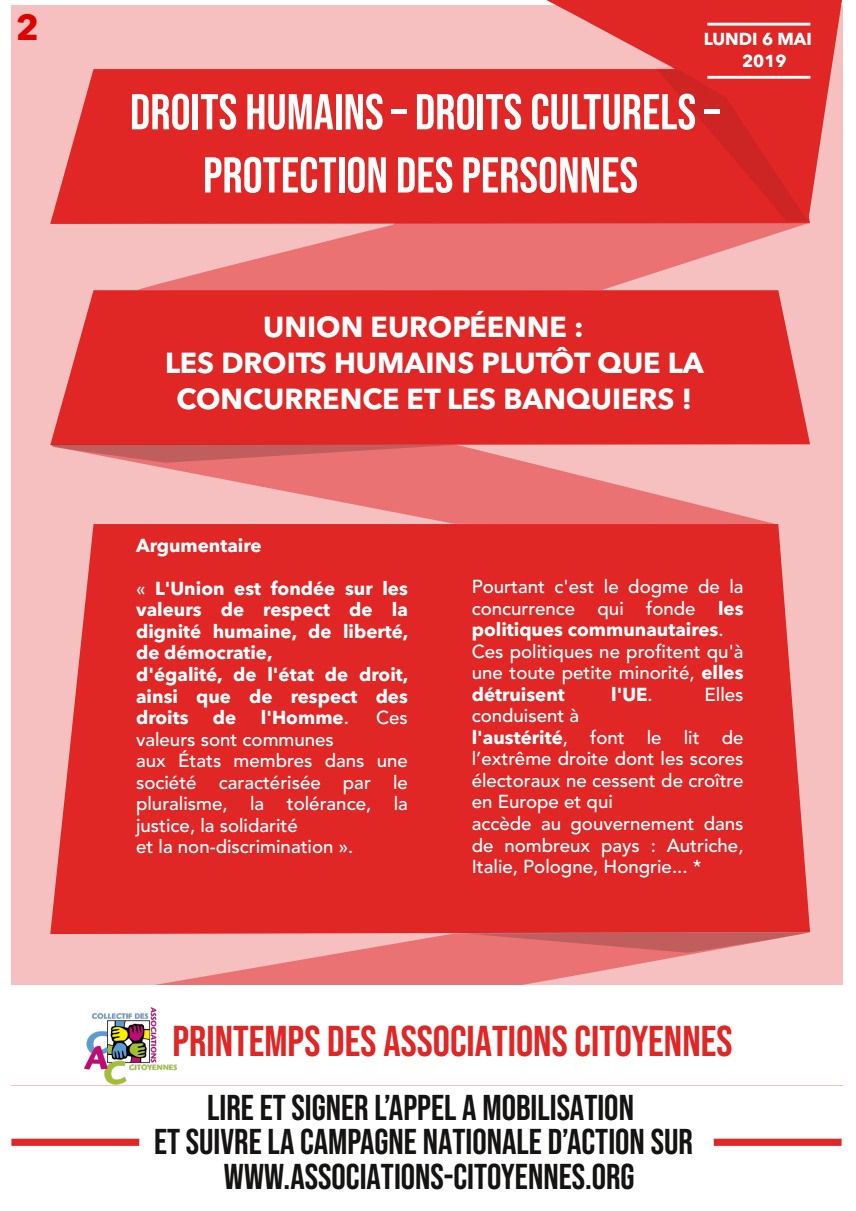 2
LUNDI 6 MAI
2019
DROITS HUMAINS – DROITS CULTURELS –
PROTECTION DES PERSONNES
UNION EUROPÉENNE :
LES DROITS HUMAINS PLUTÔT QUE LA
CONCURRENCE ET LES BANQUIERS !
Argumentaire
« L'Union est fondée sur les
valeurs de respect de la
dignité humaine, de liberté,
de démocratie,
d'égalité, de l'état de droit,
ainsi que de respect des
droits de l'Homme. Ces
valeurs sont communes
aux États membres dans une
société caractérisée par le
pluralisme, la tolérance, la
justice, la solidarité
et la non-discrimination ».
Pourtant c'est le dogme de la
concurrence qui fonde les
politiques communautaires.
Ces politiques ne profitent qu'à
une toute petite minorité, elles
détruisent l'UE. Elles
conduisent à
l'austérité, font le lit de
l’extrême droite dont les scores
électoraux ne cessent de croître
en Europe et qui
accède au gouvernement dans
de nombreux pays : Autriche,
Italie, Pologne, Hongrie... *
COLLECTIF DES
ASSOCIATIONS
CITOYENNES
CAC
PRINTEMPS DES ASSOCIATIONS CITOYENNES
LIRE ET SIGNER L’APPEL A MOBILISATION
ET SUIVRE LA CAMPAGNE NATIONALE D’ACTION SUR
WWW.ASSOCIATIONS-CITOYENNES.ORG